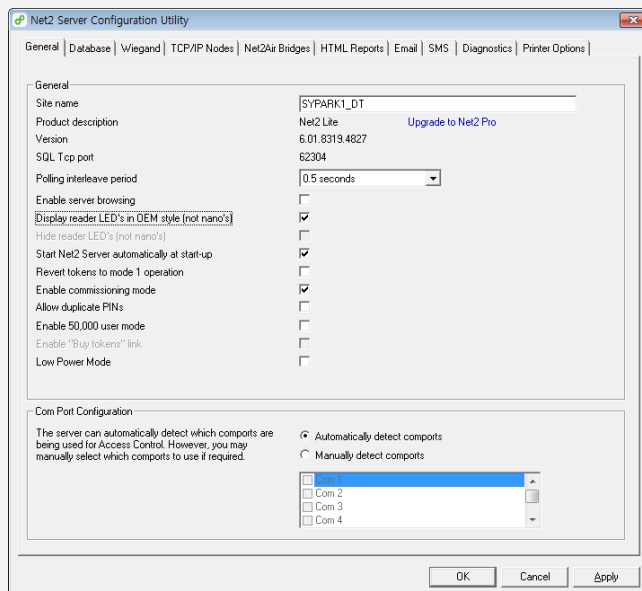 Net2 Server Configuration Utility
General Database Wiegand TCP/IP Nodes Net2Air Bridges HTML Reports Email SMS Diagnostics Printer Options
General
Site name SYPARK1_DT
Product description Net2 Lite Upgrade to Net2 Pro
Version 6.01.8319.4827
SQL Tcp port 62304
Polling interleave period 0.5 seconds
Enable server browsing
Display reader LED's in OEM style (not nano's)
Hide reader LED's (not nano's)
Start Net2 Server automatically at start-up
Revert tokens to mode 1 operation
Enable commissioning mode
Allow duplicate PINs
Enable 50,000 user mode
Enable "Buy tokens" link
Low Power Mode
Com Port Configuration
The server can automatically detect which comports are
being used for Access Control. However, you may
manually select which comports to use if required.
Automatically detect comports
Manually detect comports
Com 1
Com 2
Com 3
Com 4
OK Cancel Apply